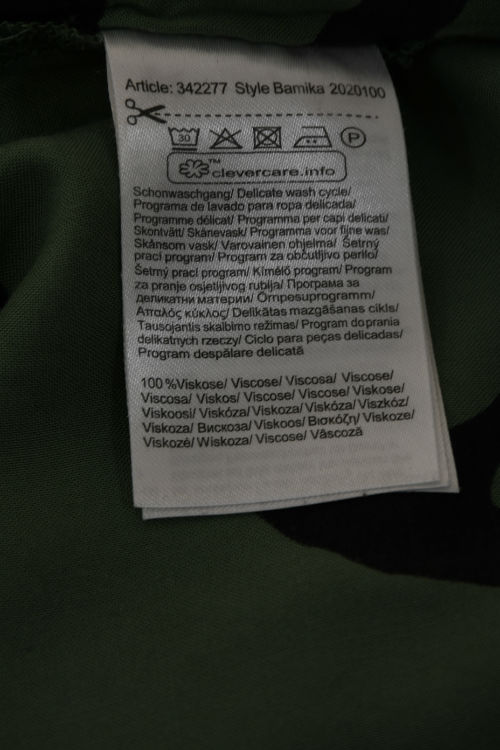 Article: 342277 Style Bamika 2020100
30
P
™clevercare.info
Schonwaschgang/ Delicate wash cycle/
Programa de lavado para ropa delicada/
Programme délicat/ Programma per capi delicati/
Skontvätt/ Skånevask/ Programma voor fijne was/
Skånsom vask/ Varovainen ohjelma/ Šetrný
prací program/ Program za občutljivo perilo/
Šetrný prací program/ Kímélő program/ Program
za pranje osjetljivog rublja/ Програма за
деликатни материи/ Õrnpesuprogramm/
Απαλός κύκλος/ Delikātas mazgāšanas cikls/
Tausojantis skalbimo režimas/ Program do prania
delikatnych rzeczy/ Ciclo para peças delicadas/
Program despălare delicată
100 %Viskose/ Viscose/ Viscosa/ Viscose/
Viscosa/ Viskos/ Viscose/ Viscose/ Viskose/
Viskoosi/ Viskóza/ Viskoza/ Viskóza/ Viszkóz/
Viskoza/ Вискоза/ Viskoos/ Βισκόζη/ Viskoze/
Viskozė/ Wiskoza/ Viscose/ Vâscoză